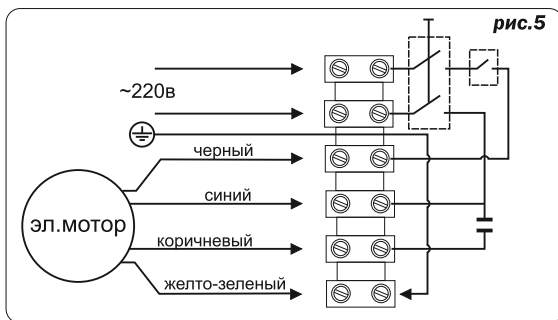 рис.5
~220в
черный
синий
эл.мотор
коричневый
желто-зеленый